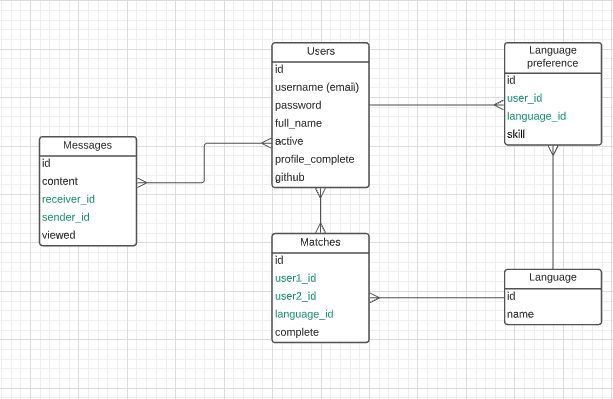 Users
id
username (email)
password
full_name
active
profile_complete
github
Language
preference
id
user_id
language_id
skill
Messages
id
content
receiver_id
sender_id
viewed
Matches
id
user1_id
user2_id
language_id
complete
Language
id
name